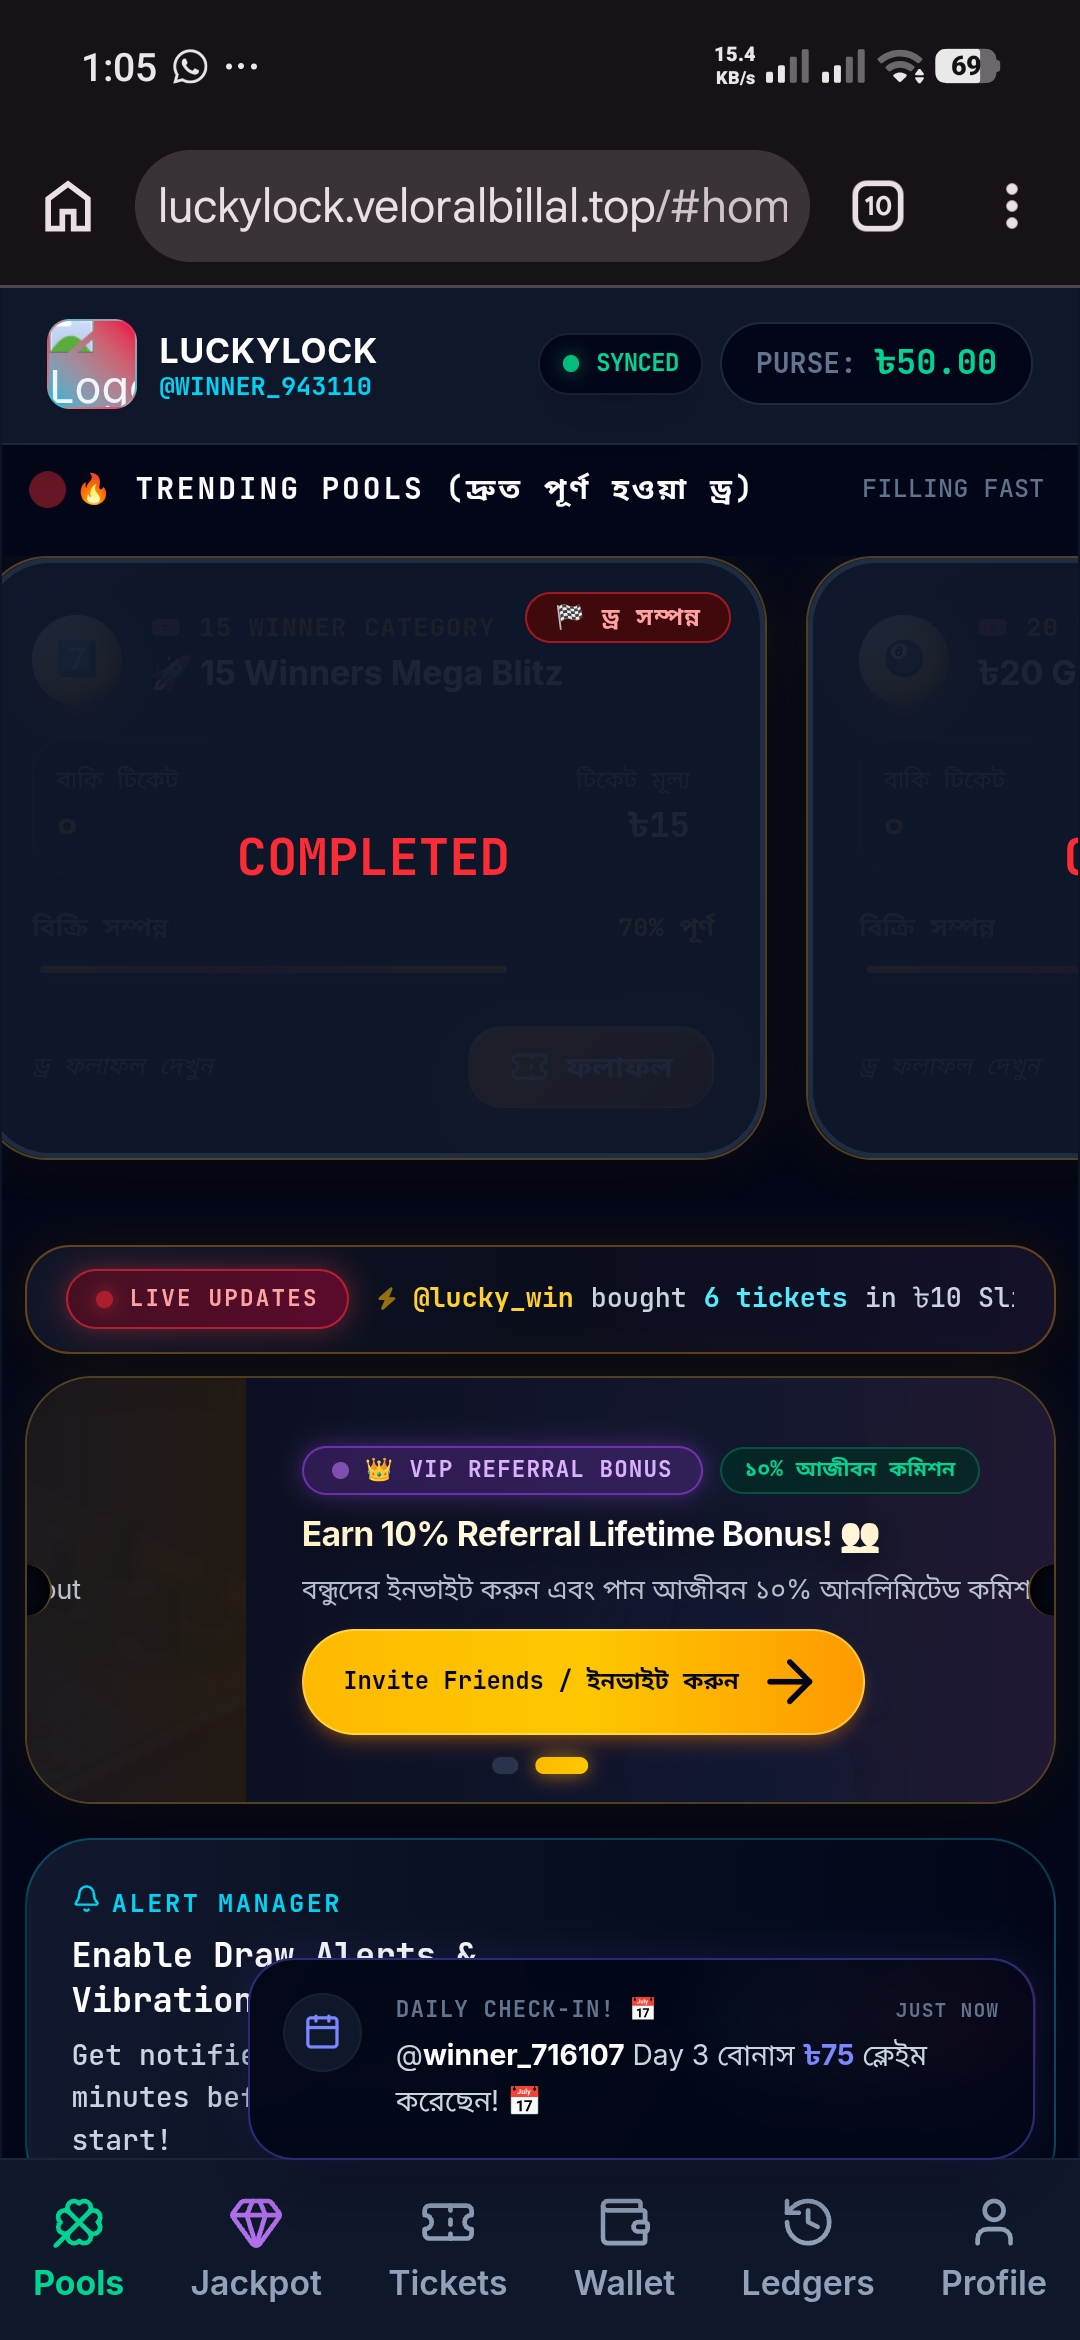 1:05
15.4 KB/s
69
luckylock.veloralbillal.top/#hom
10
Logo
LUCKYLOCK
@WINNER_943110
SYNCED
PURSE: ৳50.00
🔥 TRENDING POOLS (দ্রুত পূর্ণ হওয়া ড্র)
FILLING FAST
🏁 ড্র সম্পন্ন
15 WINNER CATEGORY
🚀 15 Winners Mega Blitz
বাকি টিকেট
টিকেট মূল্য
0
৳15
COMPLETED
বিক্রি সম্পন্ন
70% পূর্ণ
ড্র ফলাফল দেখুন
ফলাফল
20
৳20 G
বাকি টিকেট
0
বিক্রি সম্পন্ন
ড্র ফলাফল দেখুন
LIVE UPDATES
⚡ @lucky_win bought 6 tickets in ৳10 Sl
out
👑 VIP REFERRAL BONUS
১০% আজীবন কমিশন
Earn 10% Referral Lifetime Bonus! 👥
বন্ধুদের ইনভাইট করুন এবং পান আজীবন ১০% আনলিমিটেড কমিশ
Invite Friends / ইনভাইট করুন →
ALERT MANAGER
Enable Draw Alerts &
Vibration
Get notifie
minutes bef
start!
DAILY CHECK-IN! 📅
JUST NOW
@winner_716107 Day 3 বোনাস ৳75 ক্লেইম
করেছেন! 📅
Pools
Jackpot
Tickets
Wallet
Ledgers
Profile